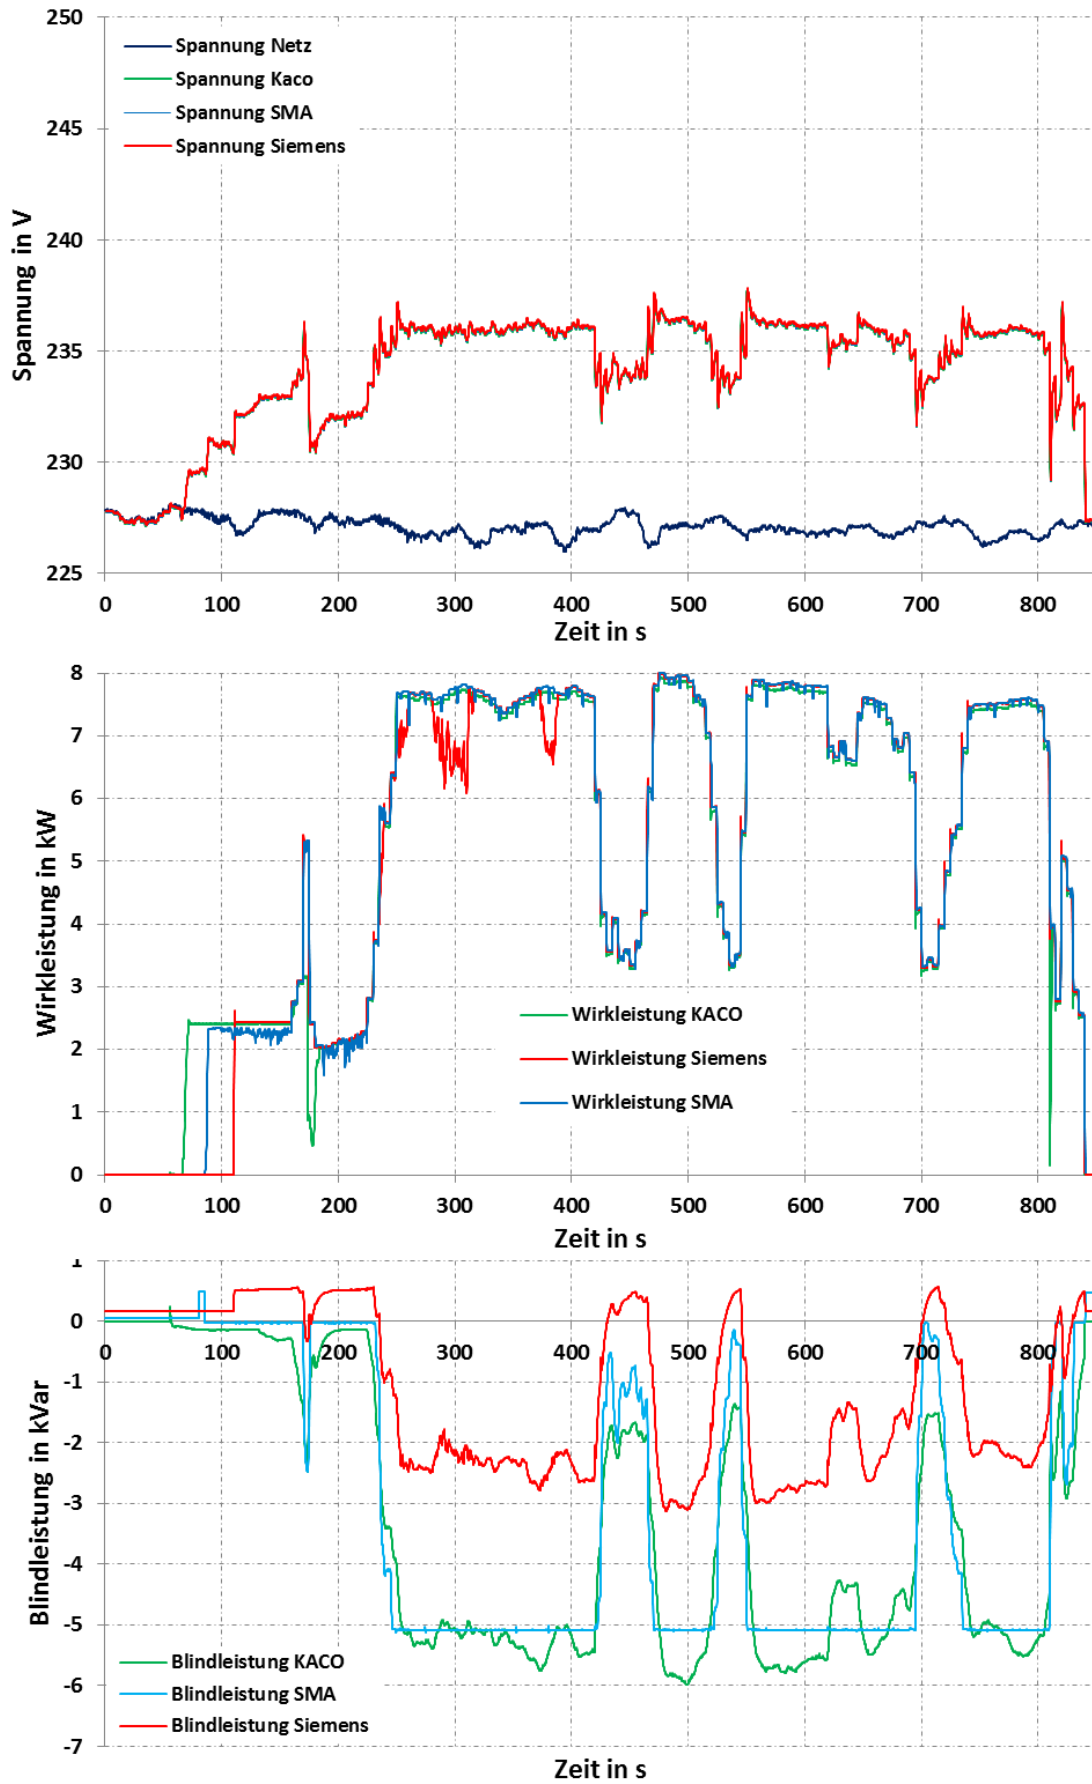 250
Spannung Netz
Spannung Kaco
Spannung SMA
Spannung Siemens
245
240
235
230
225
Spannung in V
0 100 200 300 400 500 600 700 800
Zeit in s
8
7
6
5
4
3
2
1
0
Wirkleistung in kW
Wirkleistung KACO
Wirkleistung Siemens
Wirkleistung SMA
0 100 200 300 400 500 600 700 800
Zeit in s
1
0
0 100 200 300 400 500 600 700 800
-1
-2
-3
-4
-5
-6
-7
Blindleistung in kVar
Blindleistung KACO
Blindleistung SMA
Blindleistung Siemens
Zeit in s